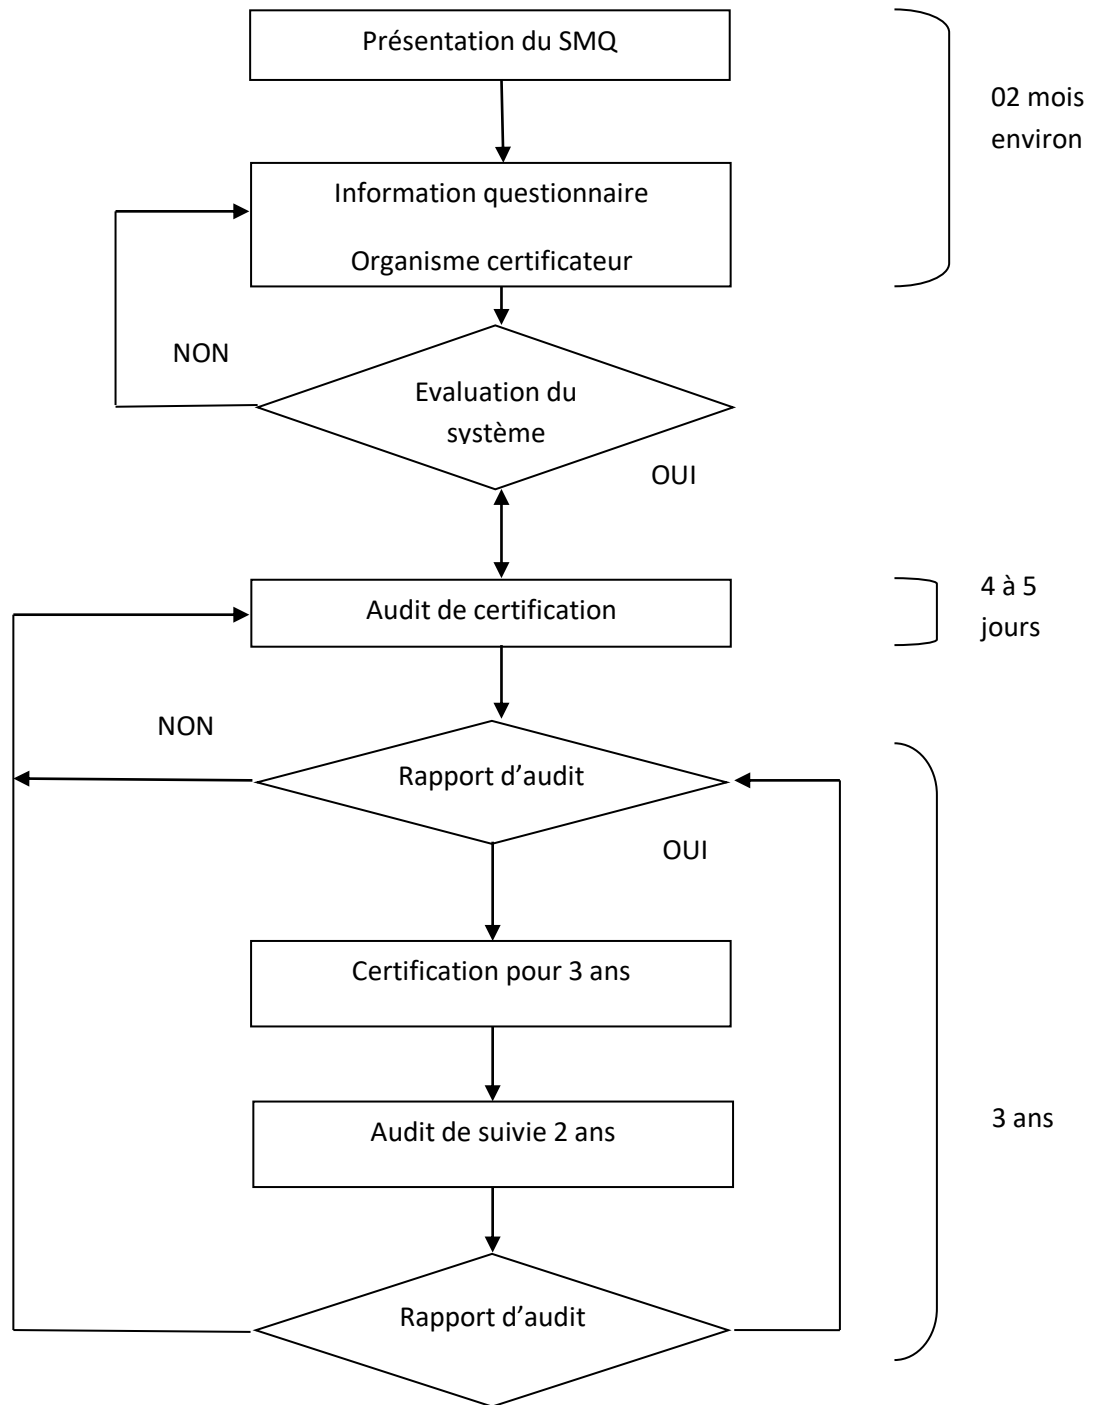 Présentation du SMQ
02 mois
environ
Information questionnaire
Organisme certificateur
NON
Evaluation du
système
OUI
Audit de certification
4 à 5
jours
NON
Rapport d’audit
OUI
Certification pour 3 ans
Audit de suivie 2 ans
3 ans
Rapport d’audit